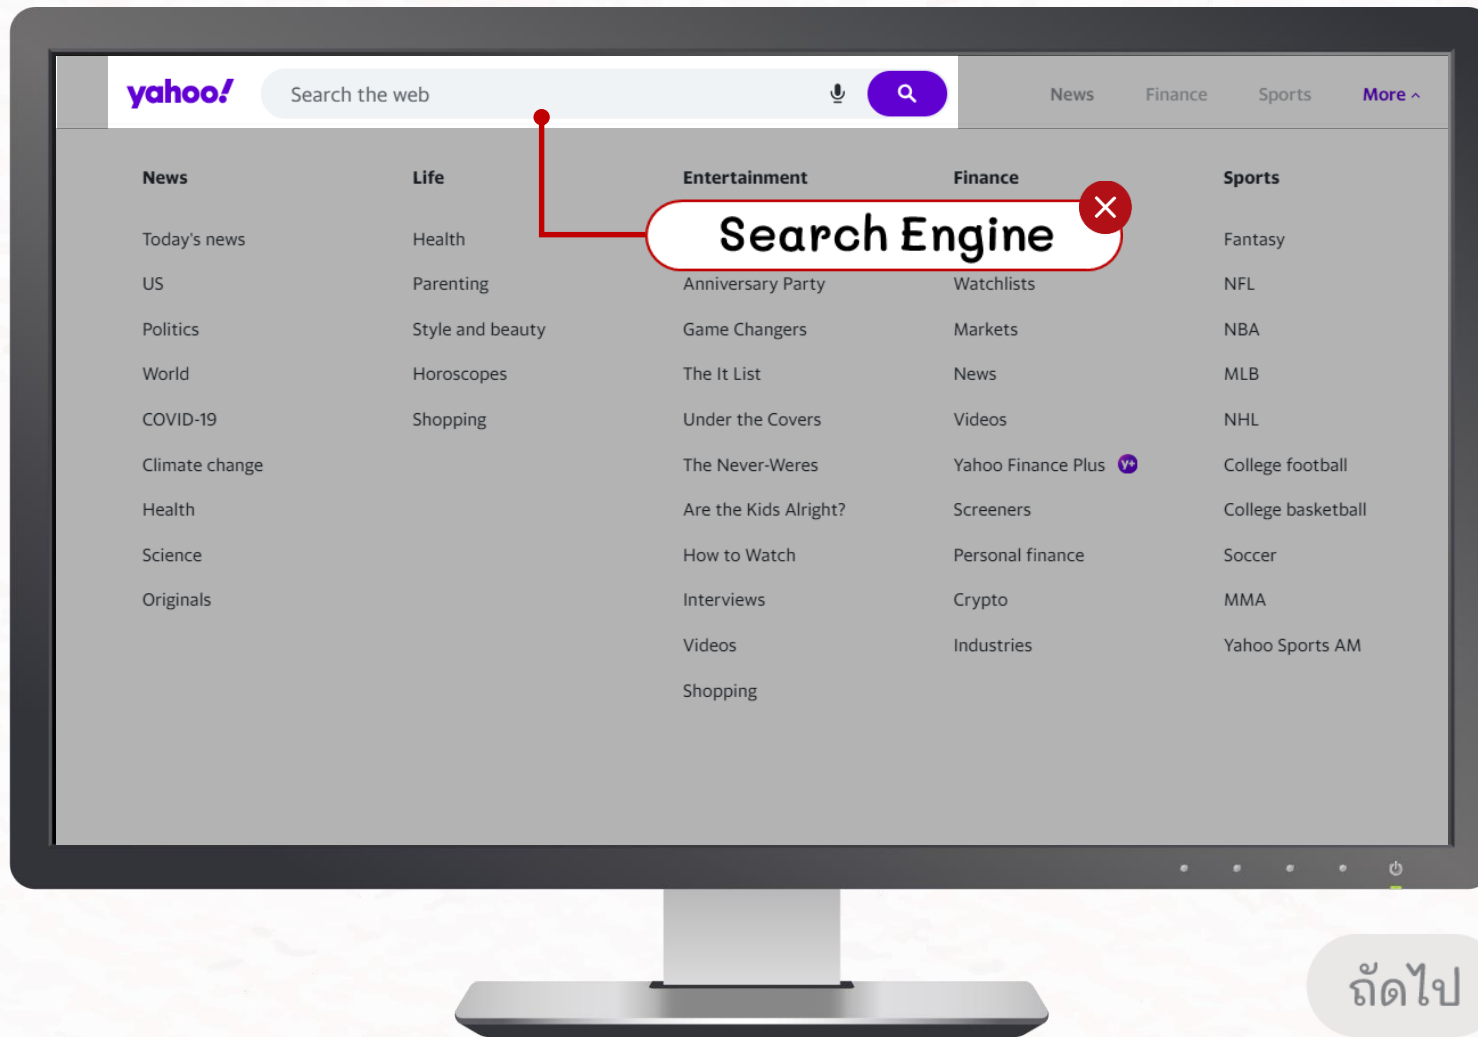 yahoo! Search the web News Finance Sports More
News Life Entertainment Finance Sports
Search Engine
Today's news Health Fantasy
US Parenting Anniversary Party Watchlists NFL
Politics Style and beauty Game Changers Markets NBA
World Horoscopes The It List News MLB
COVID-19 Shopping Under the Covers Videos NHL
Climate change The Never-Weres Yahoo Finance Plus y+ College football
Health Are the Kids Alright? Screeners College basketball
Science How to Watch Personal finance Soccer
Originals Interviews Crypto MMA
Videos Industries Yahoo Sports AM
Shopping
ถัดไป